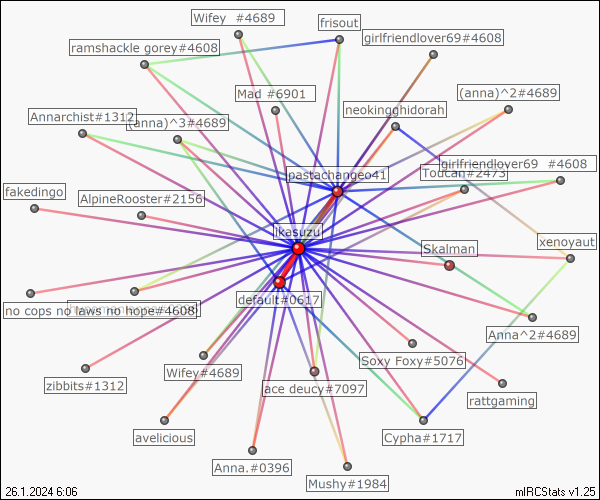 Wifey  #4689
frisout
girlfriendlover69#4608
ramshackle gorey#4608
Mad #6901
(anna)^2#4689
neokingghidorah
Annarchist#1312
(anna)^3#4689
girlfriendlover69  #4608
pastachangeo41
Toucan#2473
fakedingo
AlpineRooster#2156
ikasuzu
Skalman
xenoyaut
default#0617
no cops no laws no hopes
#4608
Anna^2#4689
Soxy Foxy#5076
Wifey#4689
zibbits#1312
ace deucy#7097
rattgaming
avelicious
Cypha#1717
Anna.#0396
Mushy#1984
26.1.2024 6:06
mIRCStats v1.25